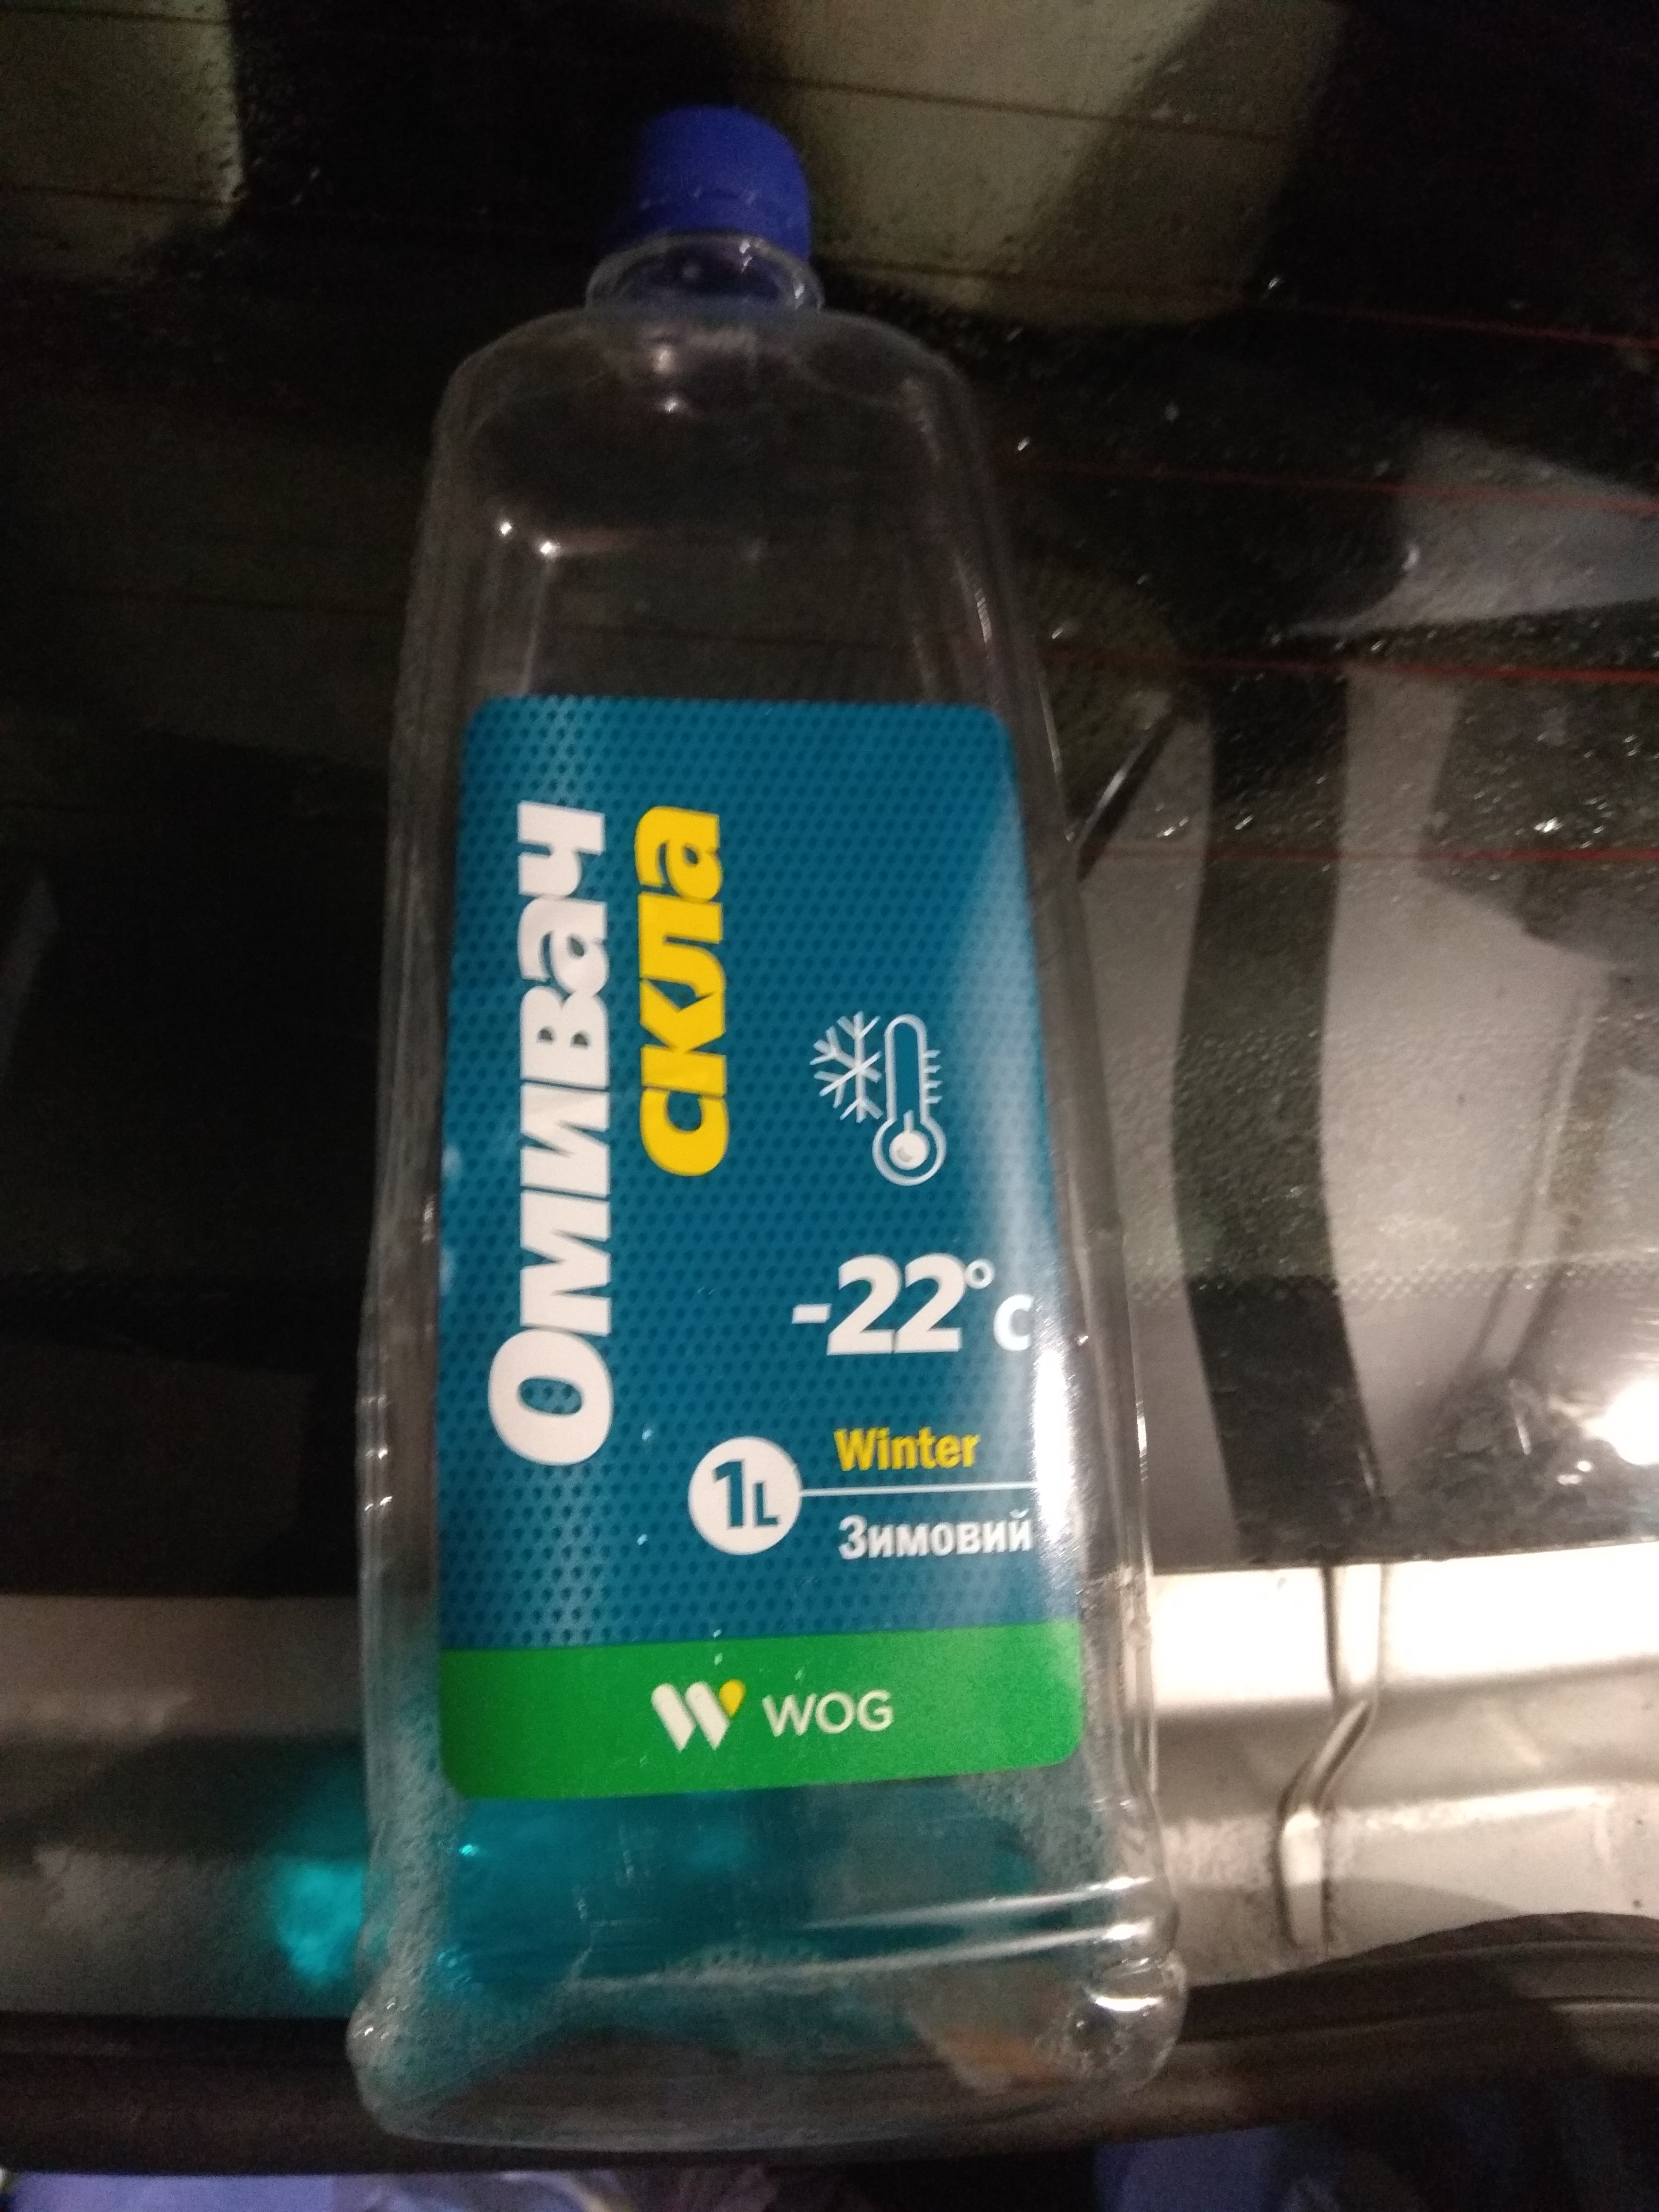 Омивач
скла
-22°C
1L
Winter
Зимовий
WOG